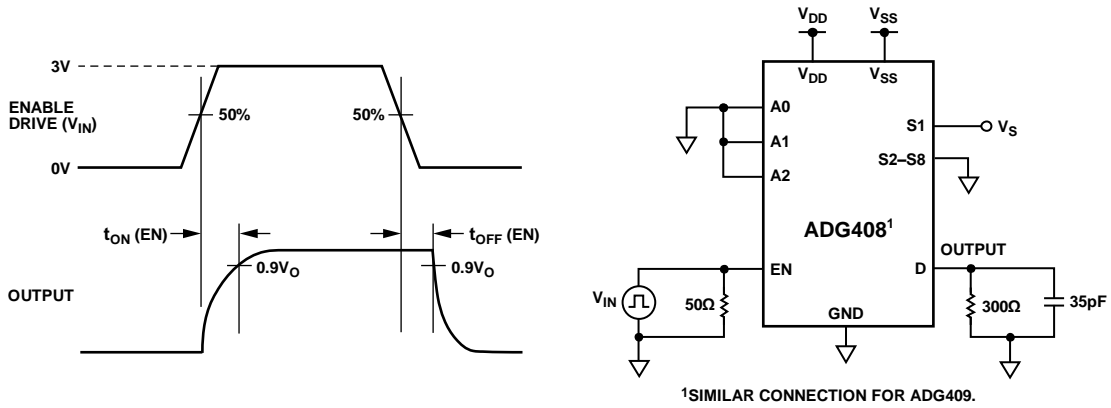 3V
ENABLE
DRIVE (VIN)
50%
50%
0V
tON (EN)
tOFF (EN)
0.9VO
0.9VO
OUTPUT
VDD
VSS
VDD
VSS
A0
A1
A2
S1
VS
S2–S8
ADG408¹
OUTPUT
EN
D
VIN
50Ω
300Ω
35pF
GND
¹SIMILAR CONNECTION FOR ADG409.